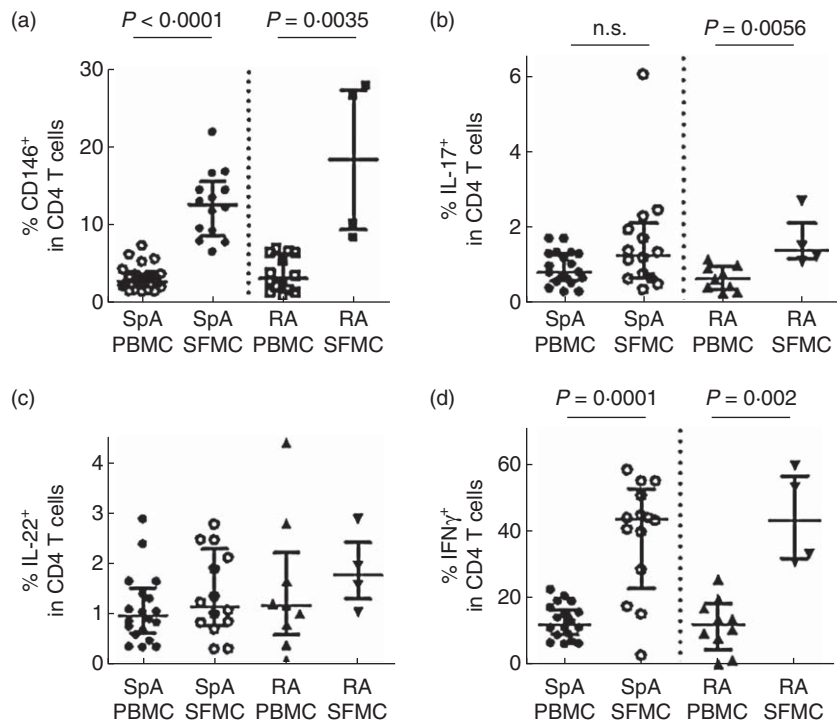 (a)
P < 0·0001 P = 0·0035
30
20
10
0
% CD146+
in CD4 T cells
SpA SpA RA RA
PBMC SFMC PBMC SFMC
(b)
n.s. P = 0·0056
6
4
2
0
% IL-17+
in CD4 T cells
SpA SpA RA RA
PBMC SFMC PBMC SFMC
(c)
4
3
2
1
0
% IL-22+
in CD4 T cells
SpA SpA RA RA
PBMC SFMC PBMC SFMC
(d)
P = 0·0001 P = 0·002
60
40
20
0
% IFNγ+
in CD4 T cells
SpA SpA RA RA
PBMC SFMC PBMC SFMC